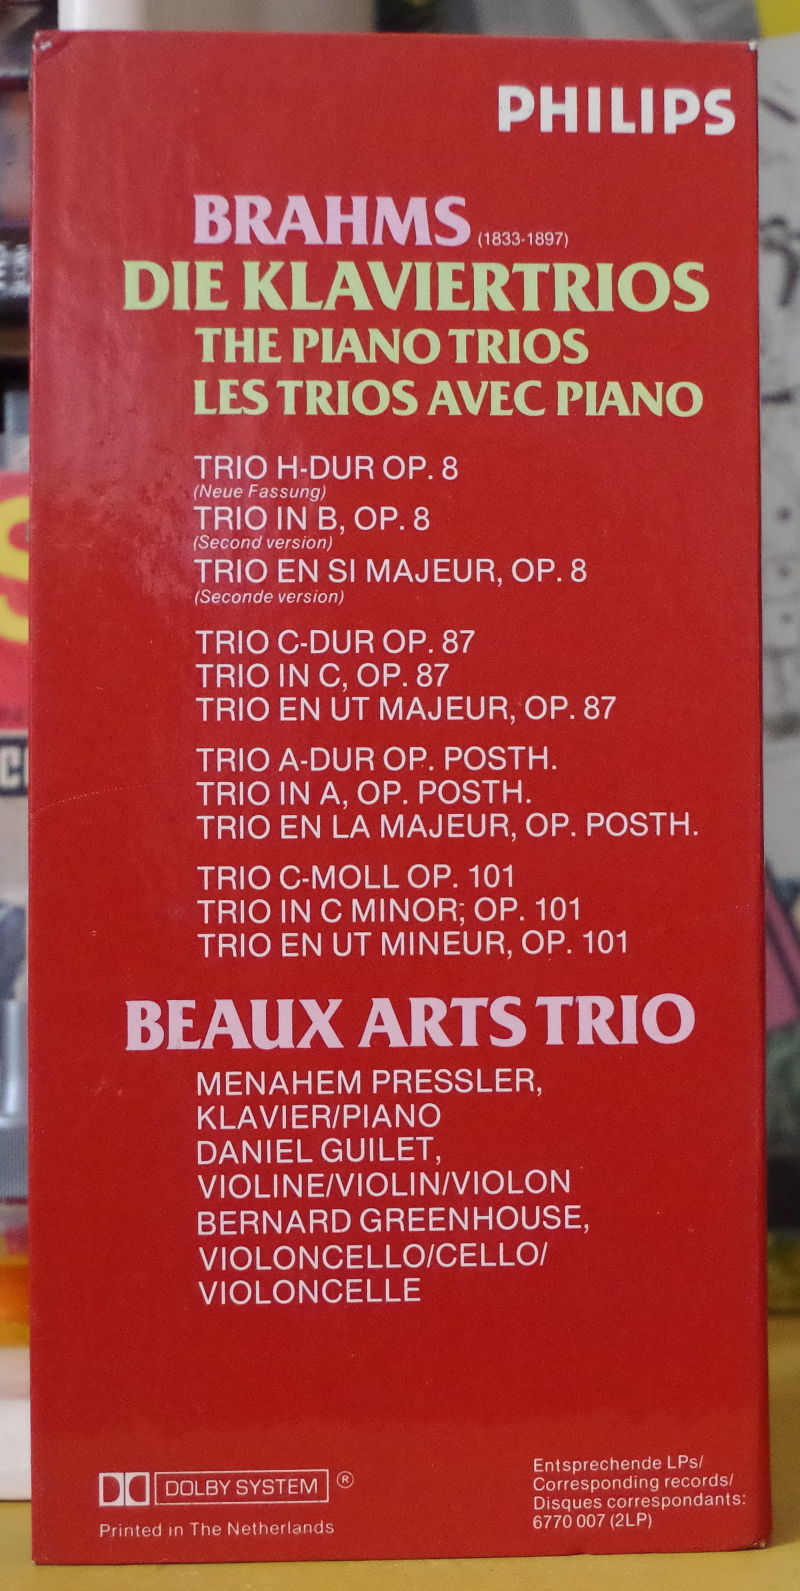 PHILIPS
BRAHMS (1833-1897)
DIE KLAVIERTRIOS
THE PIANO TRIOS
LES TRIOS AVEC PIANO
TRIO H-DUR OP. 8
(Neue Fassung)
TRIO IN B, OP. 8
(Second version)
TRIO EN SI MAJEUR, OP. 8
(Seconde version)
TRIO C-DUR OP. 87
TRIO IN C, OP. 87
TRIO EN UT MAJEUR, OP. 87
TRIO A-DUR OP. POSTH.
TRIO IN A, OP. POSTH.
TRIO EN LA MAJEUR, OP. POSTH.
TRIO C-MOLL OP. 101
TRIO IN C MINOR; OP. 101
TRIO EN UT MINEUR, OP. 101
BEAUX ARTS TRIO
MENAHEM PRESSLER,
KLAVIER/PIANO
DANIEL GUILET,
VIOLINE/VIOLIN/VIOLON
BERNARD GREENHOUSE,
VIOLONCELLO/CELLO/
VIOLONCELLE
DOLBY SYSTEM ®
Printed in The Netherlands
Entsprechende LPs/
Corresponding records/
Disques correspondants:
6770 007 (2LP)